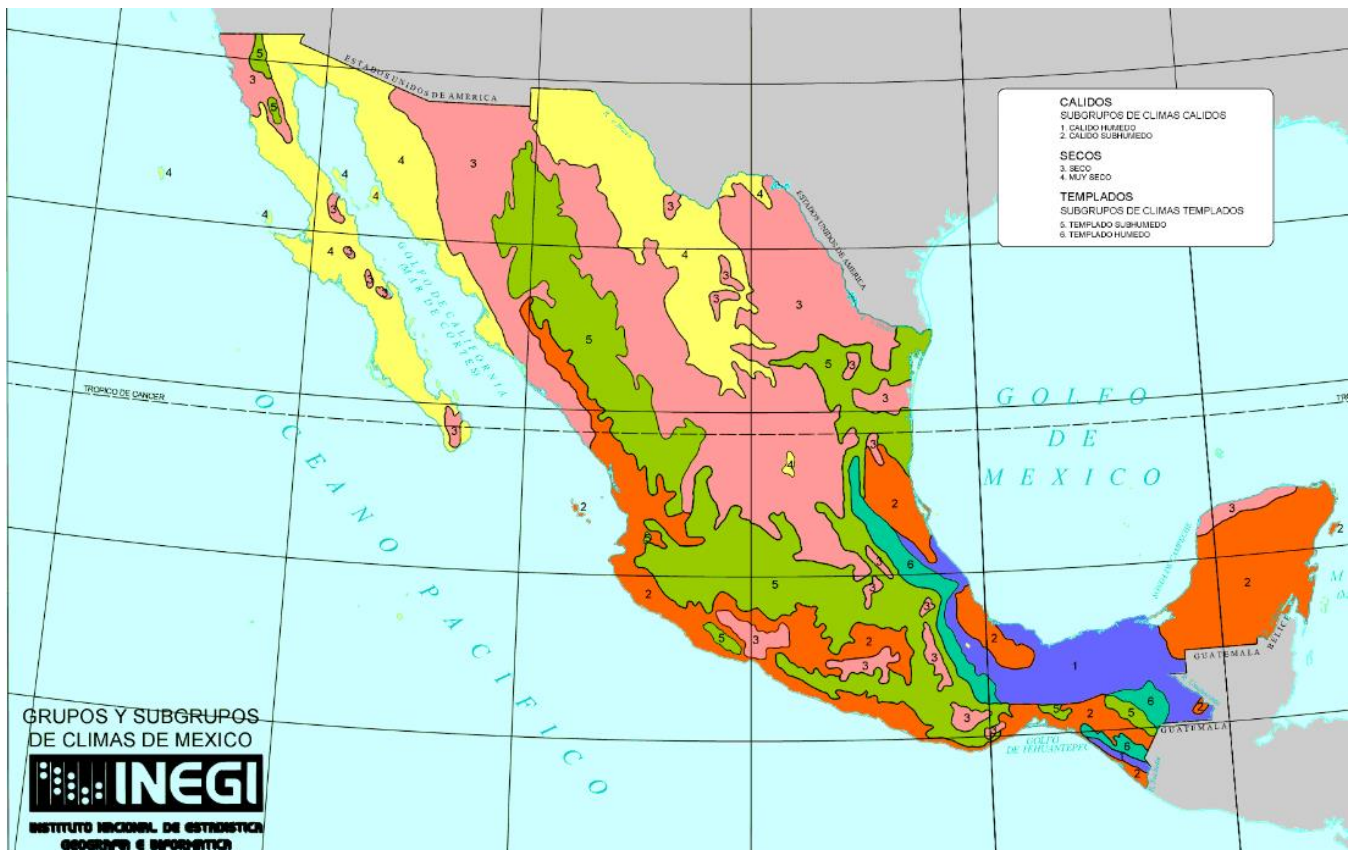 ESTADOS UNIDOS DE AMERICA
CALIDOS
SUBGRUPOS DE CLIMAS CALIDOS
1. CALIDO HUMEDO
2. CALIDO SUBHUMEDO
SECOS
3. SECO
4. MUY SECO
TEMPLADOS
SUBGRUPOS DE CLIMAS TEMPLADOS
5. TEMPLADO SUBHUMEDO
6. TEMPLADO HUMEDO
ESTADOS UNIDOS DE AMERICA
GOLFO DE CALIFORNIA
(MAR DE CORTES)
TROPICO DE CANCER
OCEANO PACIFICO
GOLFO
DE
MEXICO
BELICE
GUATEMALA
GUATEMALA
GOLFO
DE TEHUANTEPEC
GRUPOS Y SUBGRUPOS
DE CLIMAS DE MEXICO
INEGI
INSTITUTO NACIONAL DE ESTADISTICA
GEOGRAFIA E INFORMATICA